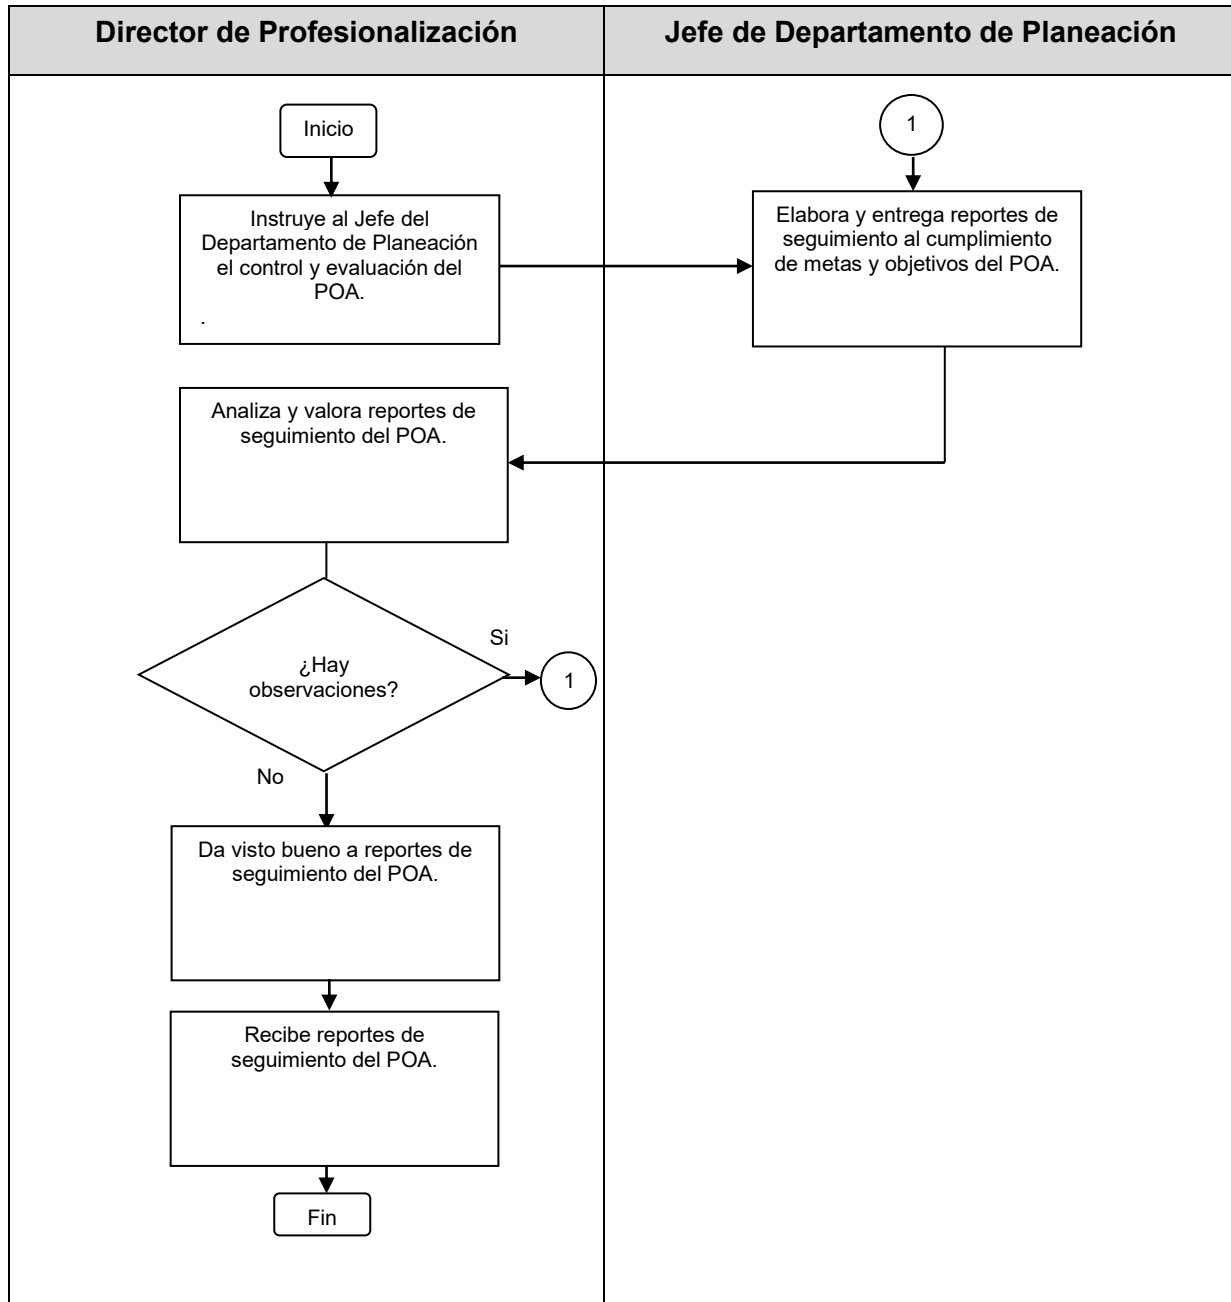 Director de Profesionalización
Jefe de Departamento de Planeación
Inicio
1
Instruye al Jefe del
Departamento de Planeación
el control y evaluación del
POA.
.
Elabora y entrega reportes de
seguimiento al cumplimiento
de metas y objetivos del POA.
Analiza y valora reportes de
seguimiento del POA.
¿Hay
observaciones?
Si
1
No
Da visto bueno a reportes de
seguimiento del POA.
Recibe reportes de
seguimiento del POA.
Fin